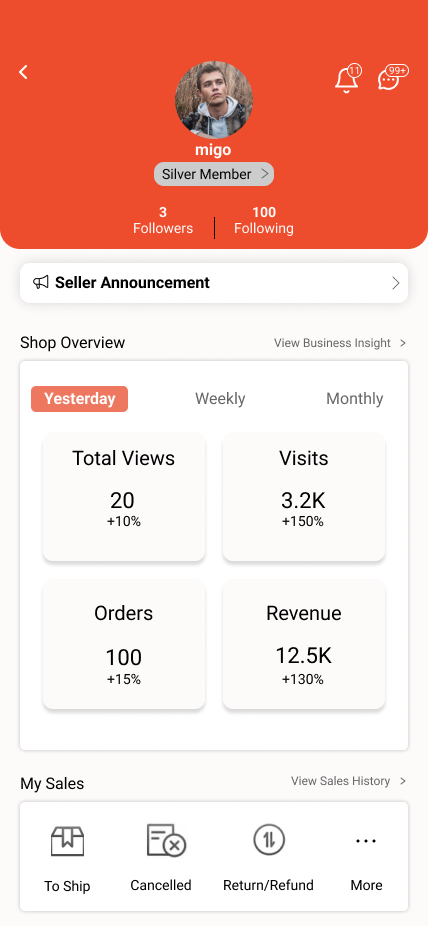 11
99+
migo
Silver Member
3
100
Followers
Following
Seller Announcement
Shop Overview
View Business Insight
Yesterday
Weekly
Monthly
Total Views
20
+10%
Visits
3.2K
+150%
Orders
100
+15%
Revenue
12.5K
+130%
My Sales
View Sales History
To Ship
Cancelled
Return/Refund
More